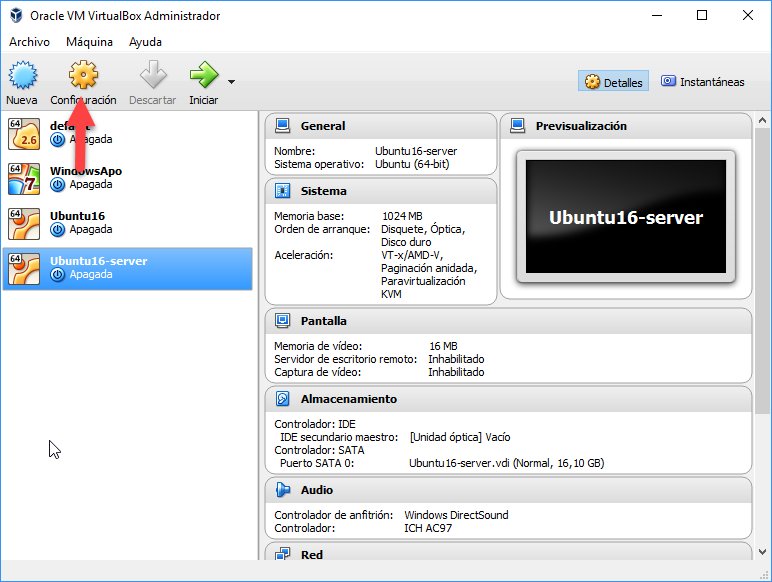 Oracle VM VirtualBox Administrador
Archivo Máquina Ayuda
Nueva Configuración Descartar Iniciar Detalles Instantáneas
64
2.6
Apagada
64
7
WindowsApo
Apagada
64
Ubuntu16
Apagada
64
Ubuntu16-server
Apagada
General
Nombre: Ubuntu16-server
Sistema operativo: Ubuntu (64-bit)
Previsualización
Ubuntu16-server
Sistema
Memoria base: 1024 MB
Orden de arranque: Disquete, Óptica,
Disco duro
Aceleración: VT-x/AMD-V,
Paginación anidada,
Paravirtualización
KVM
Pantalla
Memoria de vídeo: 16 MB
Servidor de escritorio remoto: Inhabilitado
Captura de vídeo: Inhabilitado
Almacenamiento
Controlador: IDE
IDE secundario maestro: [Unidad óptica] Vacío
Controlador: SATA
Puerto SATA 0: Ubuntu16-server.vdi (Normal, 16,10 GB)
Audio
Controlador de anfitrión: Windows DirectSound
Controlador: ICH AC97
Red